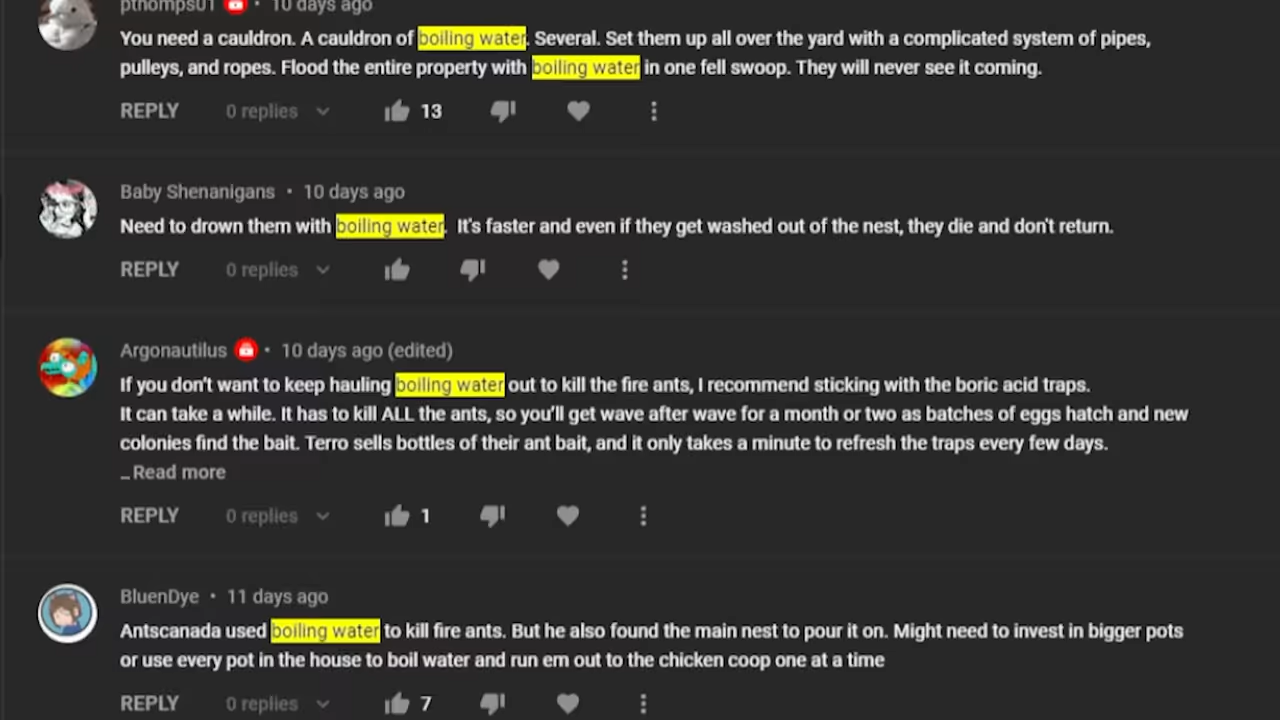 pthomps01 • 10 days ago
You need a cauldron. A cauldron of boiling water. Several. Set them up all over the yard with a complicated system of pipes,
pulleys, and ropes. Flood the entire property with boiling water in one fell swoop. They will never see it coming.
REPLY 0 replies 13
Baby Shenanigans • 10 days ago
Need to drown them with boiling water. It's faster and even if they get washed out of the nest, they die and don't return.
REPLY 0 replies
Argonautilus • 10 days ago (edited)
If you don't want to keep hauling boiling water out to kill the fire ants, I recommend sticking with the boric acid traps.
It can take a while. It has to kill ALL the ants, so you'll get wave after wave for a month or two as batches of eggs hatch and new
colonies find the bait. Terro sells bottles of their ant bait, and it only takes a minute to refresh the traps every few days.
...Read more
REPLY 0 replies 1
BluenDye • 11 days ago
Antscanada used boiling water to kill fire ants. But he also found the main nest to pour it on. Might need to invest in bigger pots
or use every pot in the house to boil water and run em out to the chicken coop one at a time
REPLY 0 replies 7